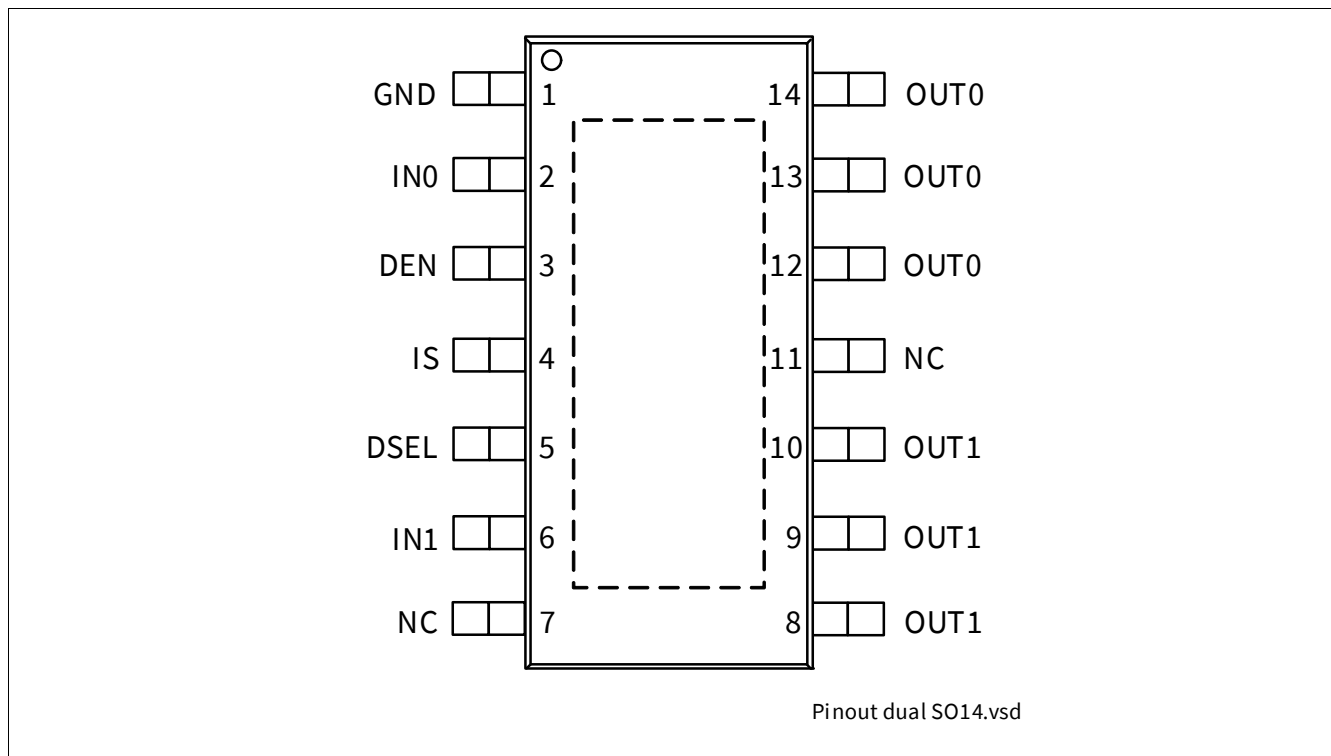 GND 1 14 OUT0
IN0 2 13 OUT0
DEN 3 12 OUT0
IS 4 11 NC
DSEL 5 10 OUT1
IN1 6 9 OUT1
NC 7 8 OUT1
Pinout dual SO14.vsd